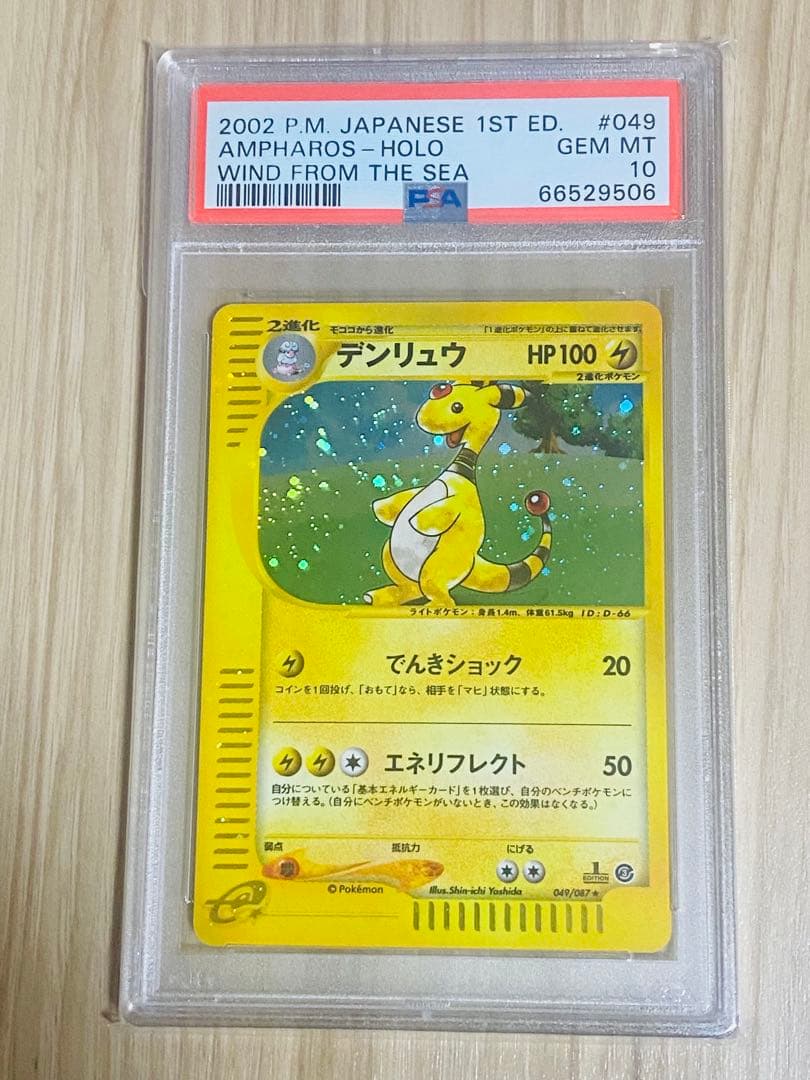 2002 P.M. JAPANESE 1ST ED. #049
AMPHAROS-HOLO GEM MT
WIND FROM THE SEA 10
PSA 66529506
2進化 モココから進化 「1進化ポケモン」の上に重ねて進化させます。
デンリュウ HP100
2進化ポケモン
ライトポケモン：身長1.4m、体重61.5kg ID：D-66
でんきショック 20
コインを1回投げ、「おもて」なら、相手を「マヒ」状態にする。
エネリフレクト 50
自分についている「基本エネルギーカード」を1枚選び、自分のベンチポケモンに
つけ替える。（自分にベンチポケモンがいないとき、この効果はなくなる。）
弱点 抵抗力 にげる
1
EDITION
©Pokémon Illus.Shin-ichi Yoshida 049/087★
e